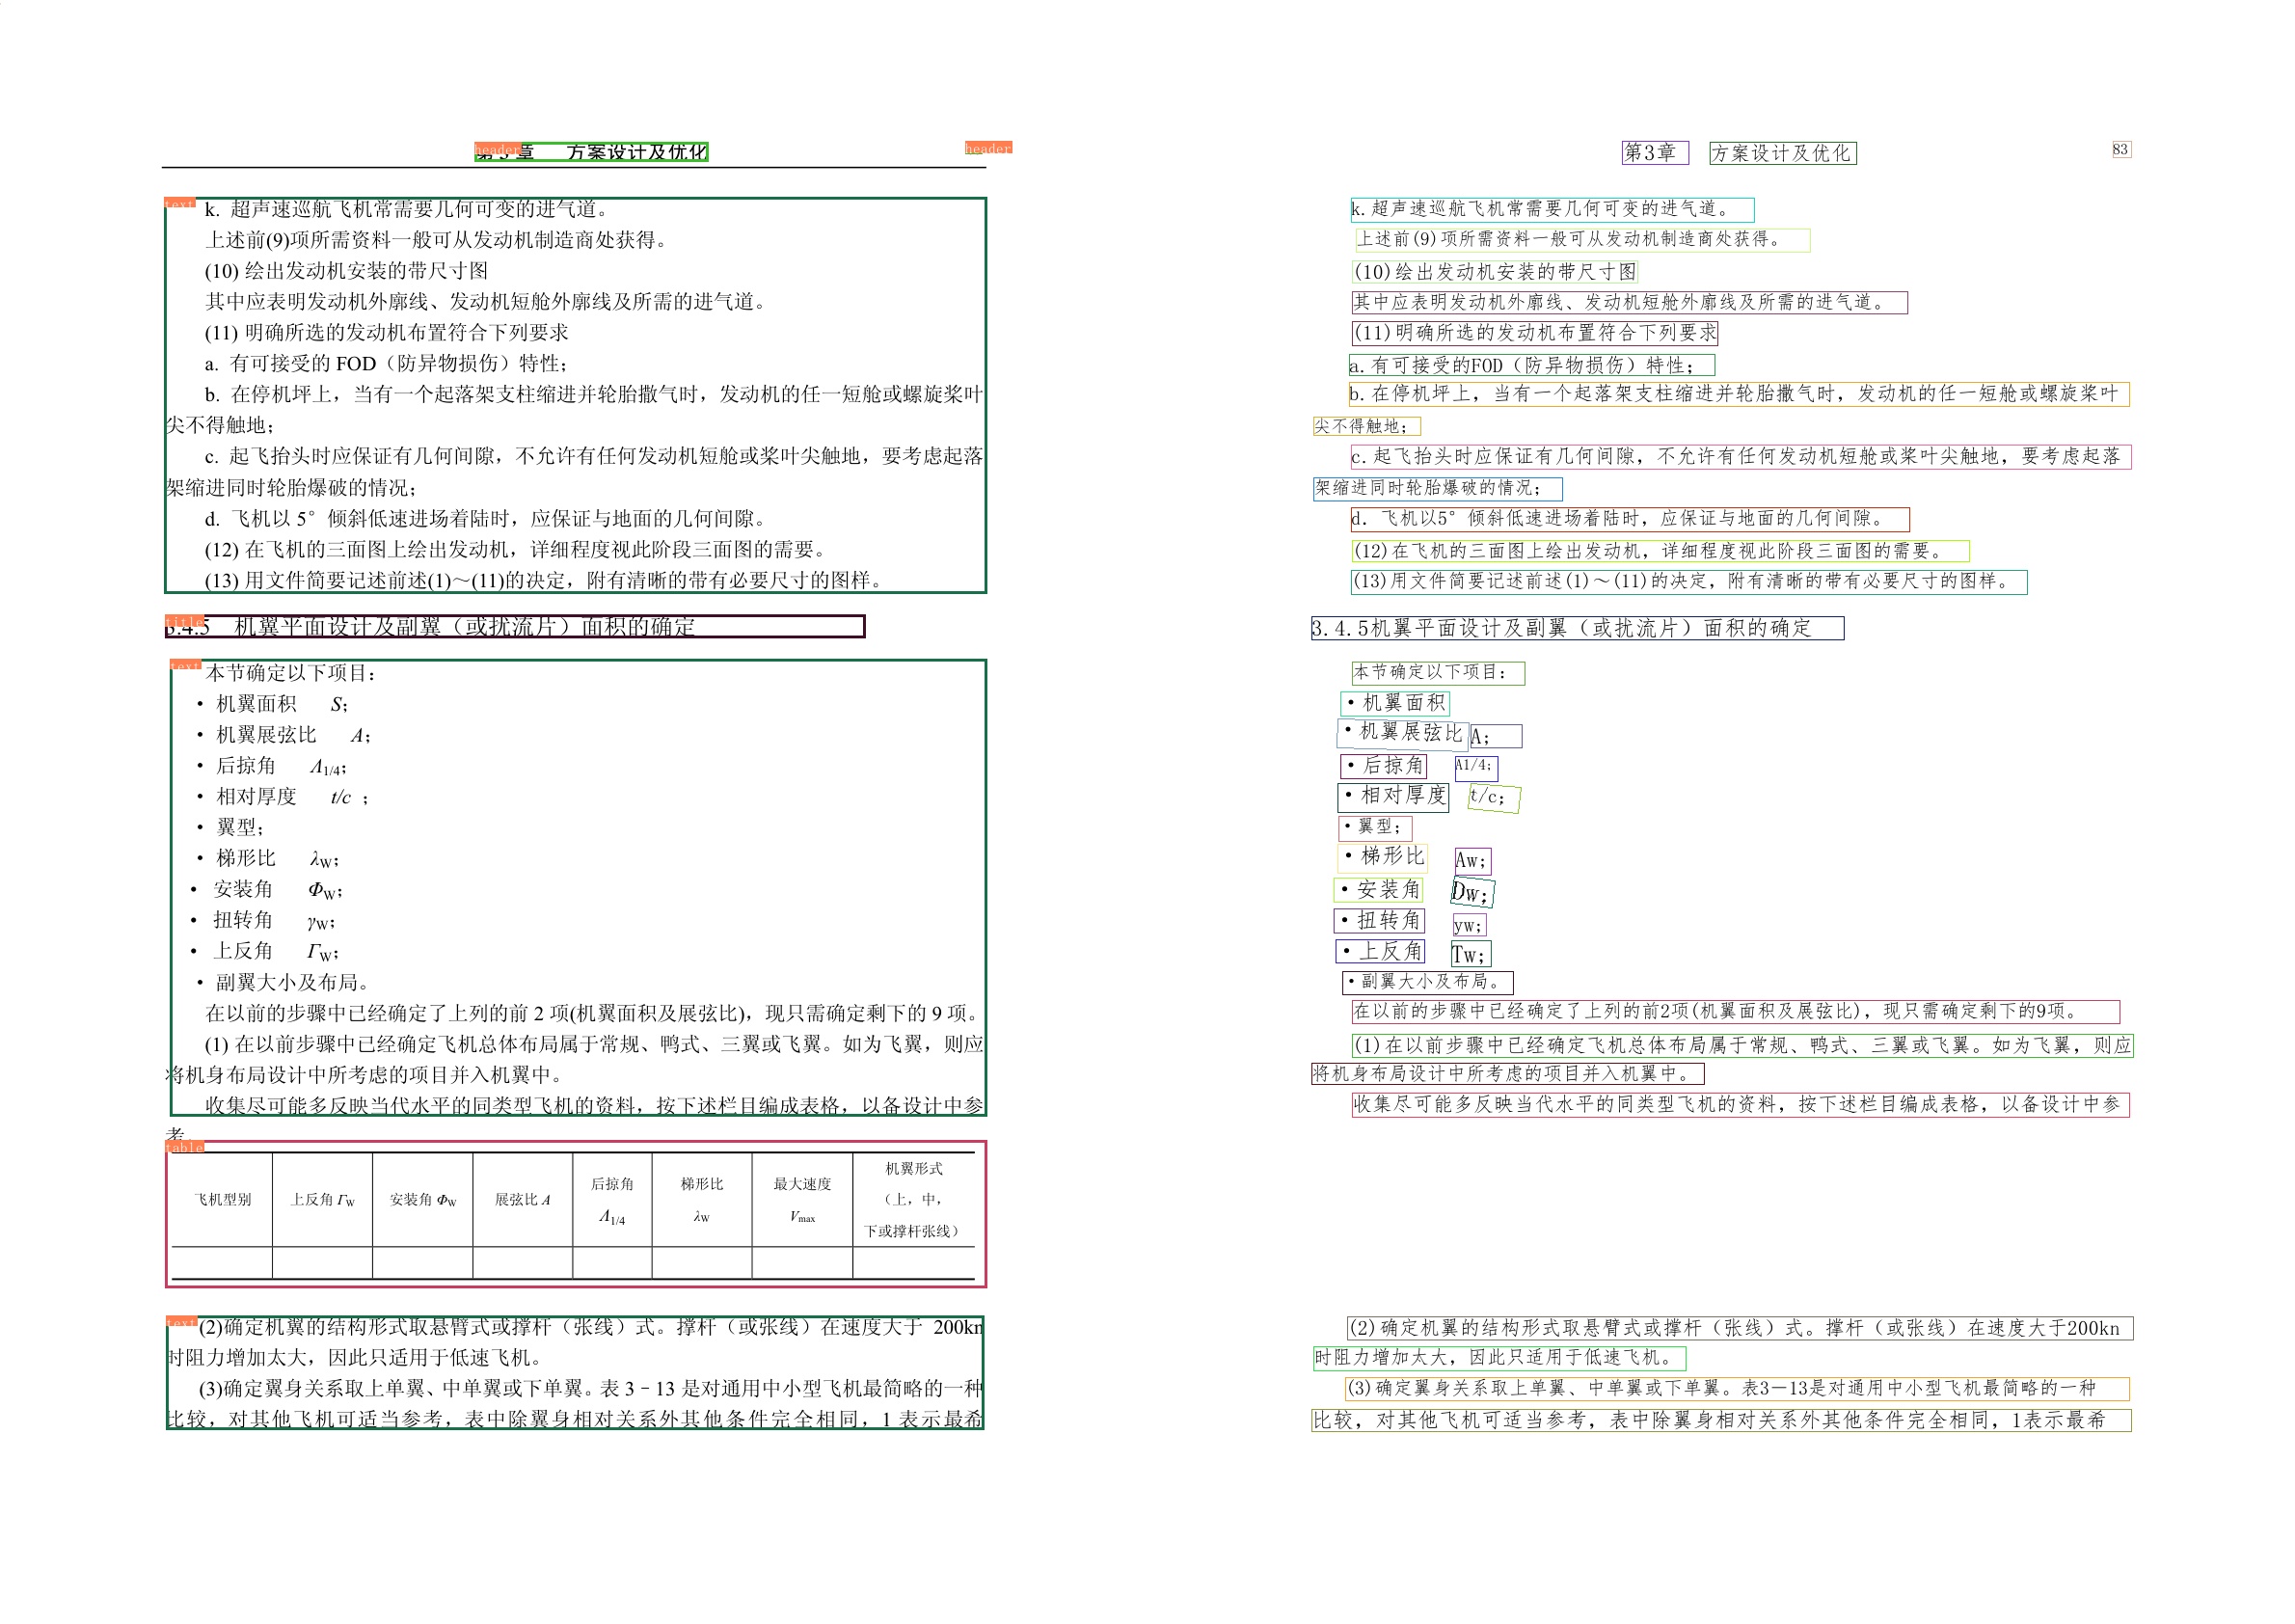 第3章 方案设计及优化
k. 超声速巡航飞机常需要几何可变的进气道。
上述前(9)项所需资料一般可从发动机制造商处获得。
(10) 绘出发动机安装的带尺寸图
其中应表明发动机外廓线、发动机短舱外廓线及所需的进气道。
(11) 明确所选的发动机布置符合下列要求
a. 有可接受的 FOD（防异物损伤）特性；
b. 在停机坪上，当有一个起落架支柱缩进并轮胎撒气时，发动机的任一短舱或螺旋桨叶
尖不得触地；
c. 起飞抬头时应保证有几何间隙，不允许有任何发动机短舱或桨叶尖触地，要考虑起落
架缩进同时轮胎爆破的情况；
d. 飞机以 5° 倾斜低速进场着陆时，应保证与地面的几何间隙。
(12) 在飞机的三面图上绘出发动机，详细程度视此阶段三面图的需要。
(13) 用文件简要记述前述(1)～(11)的决定，附有清晰的带有必要尺寸的图样。
3.4.5 机翼平面设计及副翼（或扰流片）面积的确定
本节确定以下项目：
• 机翼面积 S；
• 机翼展弦比 A；
• 后掠角 Λ1/4；
• 相对厚度 t/c ；
• 翼型；
• 梯形比 λW；
• 安装角 ΦW；
• 扭转角 γW；
• 上反角 ΓW；
• 副翼大小及布局。
在以前的步骤中已经确定了上列的前 2 项(机翼面积及展弦比)，现只需确定剩下的 9 项。
(1) 在以前步骤中已经确定飞机总体布局属于常规、鸭式、三翼或飞翼。如为飞翼，则应
将机身布局设计中所考虑的项目并入机翼中。
收集尽可能多反映当代水平的同类型飞机的资料，按下述栏目编成表格，以备设计中参
考
飞机型别 上反角 ΓW 安装角 ΦW 展弦比 A 后掠角 Λ1/4 梯形比 λW 最大速度 Vmax 机翼形式（上，中，下或撑杆张线）
(2)确定机翼的结构形式取悬臂式或撑杆（张线）式。撑杆（或张线）在速度大于 200kn
时阻力增加太大，因此只适用于低速飞机。
(3)确定翼身关系取上单翼、中单翼或下单翼。表 3－13 是对通用中小型飞机最简略的一种
比较，对其他飞机可适当参考，表中除翼身相对关系外其他条件完全相同，1 表示最希
header
header
text
title
text
table
text
第3章 方案设计及优化 83
k.超声速巡航飞机常需要几何可变的进气道。
上述前(9)项所需资料一般可从发动机制造商处获得。
(10)绘出发动机安装的带尺寸图
其中应表明发动机外廓线、发动机短舱外廓线及所需的进气道。
(11)明确所选的发动机布置符合下列要求
a.有可接受的FOD（防异物损伤）特性；
b.在停机坪上，当有一个起落架支柱缩进并轮胎撒气时，发动机的任一短舱或螺旋桨叶
尖不得触地；
c.起飞抬头时应保证有几何间隙，不允许有任何发动机短舱或桨叶尖触地，要考虑起落
架缩进同时轮胎爆破的情况；
d. 飞机以5°倾斜低速进场着陆时，应保证与地面的几何间隙。
(12)在飞机的三面图上绘出发动机，详细程度视此阶段三面图的需要。
(13)用文件简要记述前述(1)～(11)的决定，附有清晰的带有必要尺寸的图样。
3.4.5机翼平面设计及副翼（或扰流片）面积的确定
本节确定以下项目：
•机翼面积
•机翼展弦比 A；
•后掠角 A1/4；
•相对厚度 t/c；
•翼型；
•梯形比 Aw；
•安装角 Dw；
•扭转角 yw；
•上反角 Tw；
•副翼大小及布局。
在以前的步骤中已经确定了上列的前2项(机翼面积及展弦比)，现只需确定剩下的9项。
(1)在以前步骤中已经确定飞机总体布局属于常规、鸭式、三翼或飞翼。如为飞翼，则应
将机身布局设计中所考虑的项目并入机翼中。
收集尽可能多反映当代水平的同类型飞机的资料，按下述栏目编成表格，以备设计中参
(2)确定机翼的结构形式取悬臂式或撑杆（张线）式。撑杆（或张线）在速度大于200kn
时阻力增加太大，因此只适用于低速飞机。
(3)确定翼身关系取上单翼、中单翼或下单翼。表3－13是对通用中小型飞机最简略的一种
比较，对其他飞机可适当参考，表中除翼身相对关系外其他条件完全相同，1表示最希